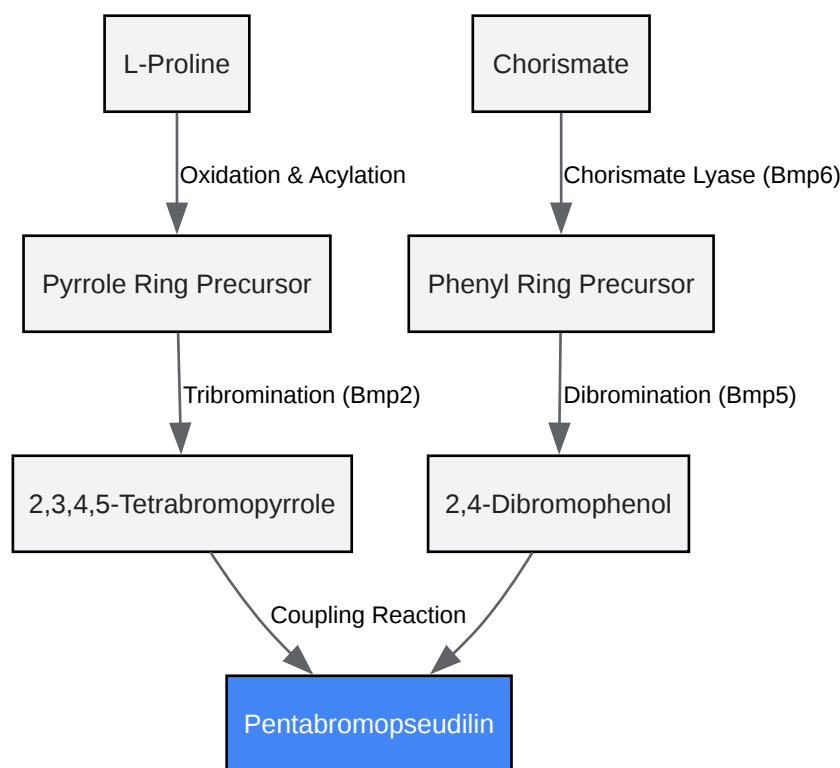 L-Proline
Chorismate
Oxidation & Acylation
Chorismate Lyase (Bmp6)
Pyrrole Ring Precursor
Phenyl Ring Precursor
Tribromination (Bmp2)
Dibromination (Bmp5)
2,3,4,5-Tetrabromopyrrole
2,4-Dibromophenol
Coupling Reaction
Pentabromopseudilin